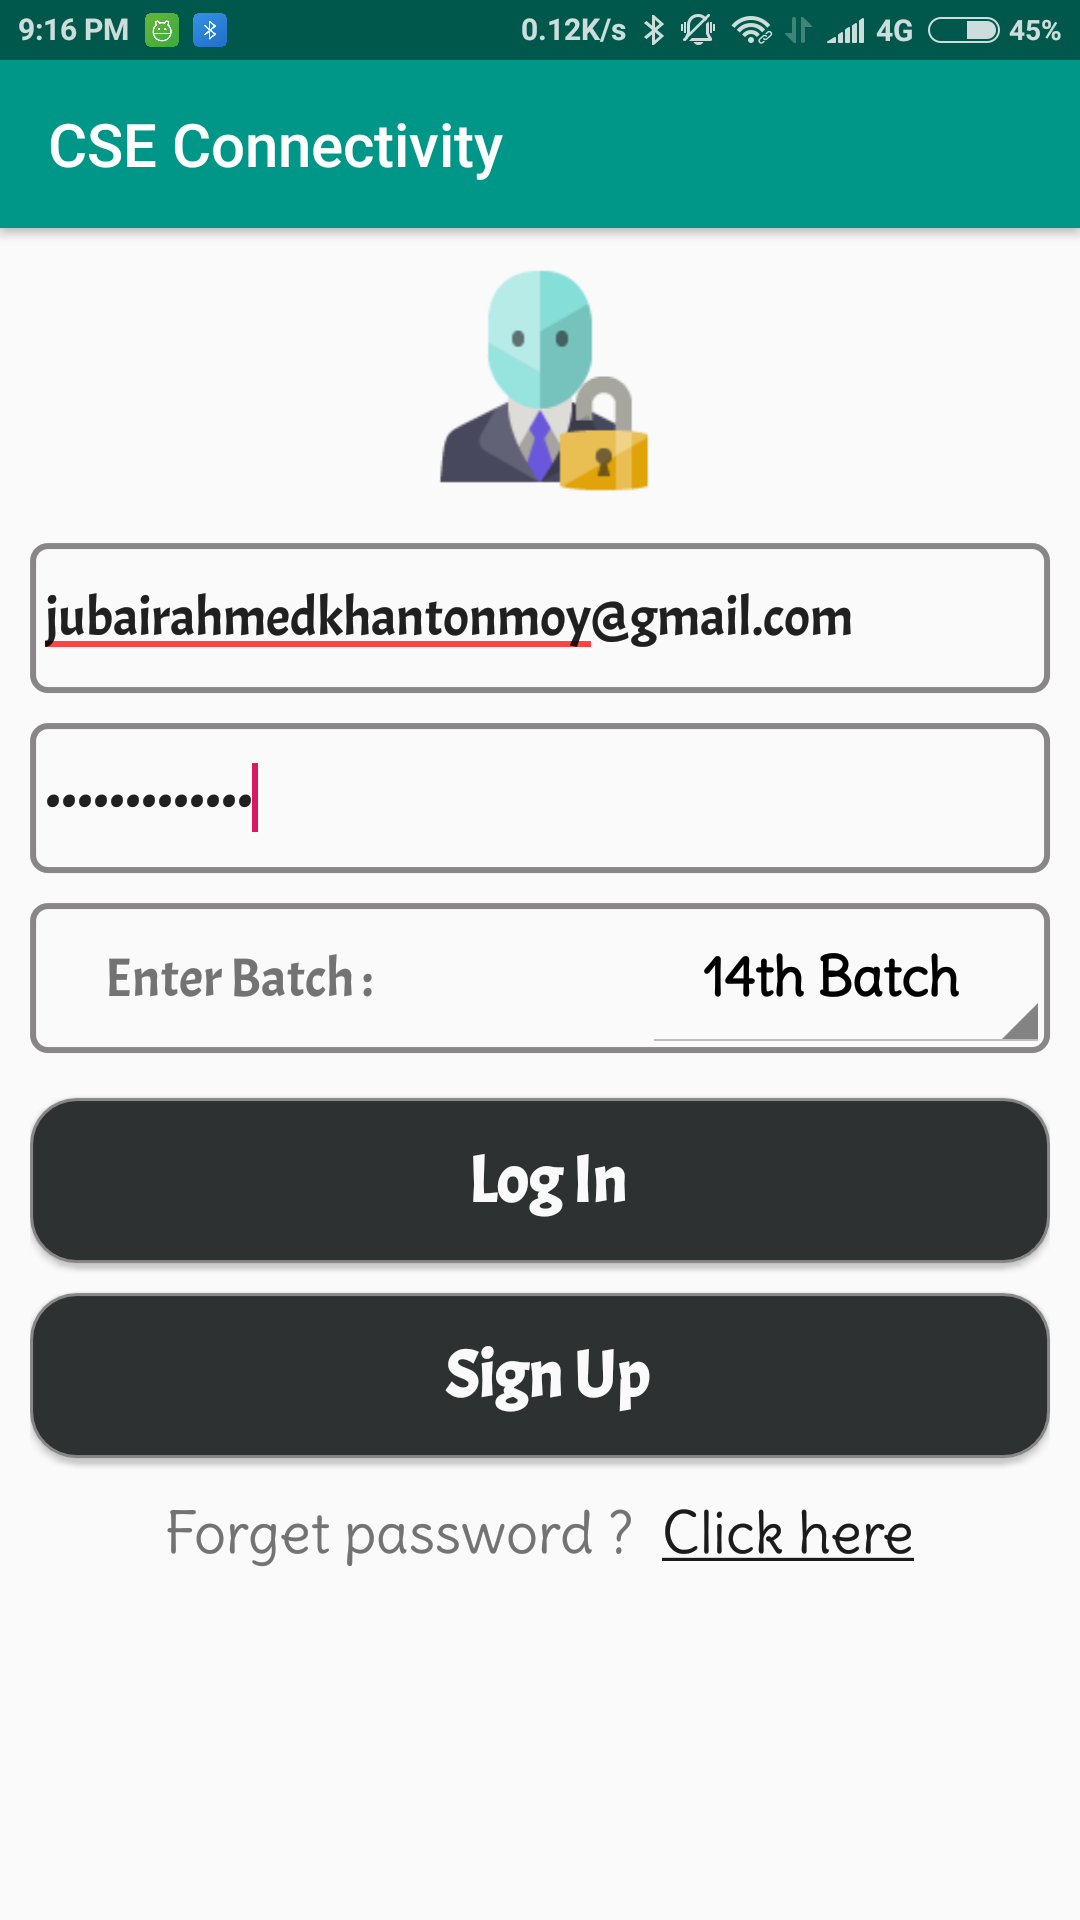 9:16 PM 0.12K/s 4G 45%
CSE Connectivity
jubairahmedkhantonmoy@gmail.com
•••••••••••••
Enter Batch : 14th Batch
Log In
Sign Up
Forget password ? Click here